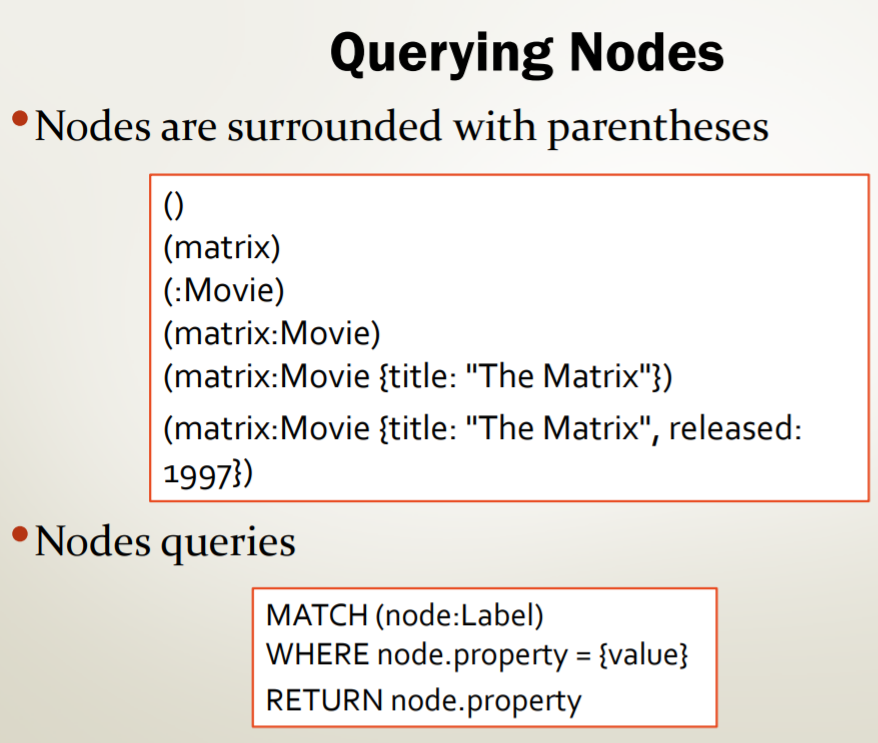 Querying Nodes
•Nodes are surrounded with parentheses
()
(matrix)
(:Movie)
(matrix:Movie)
(matrix:Movie {title: "The Matrix"})
(matrix:Movie {title: "The Matrix", released:
1997})
•Nodes queries
MATCH (node:Label)
WHERE node.property = {value}
RETURN node.property